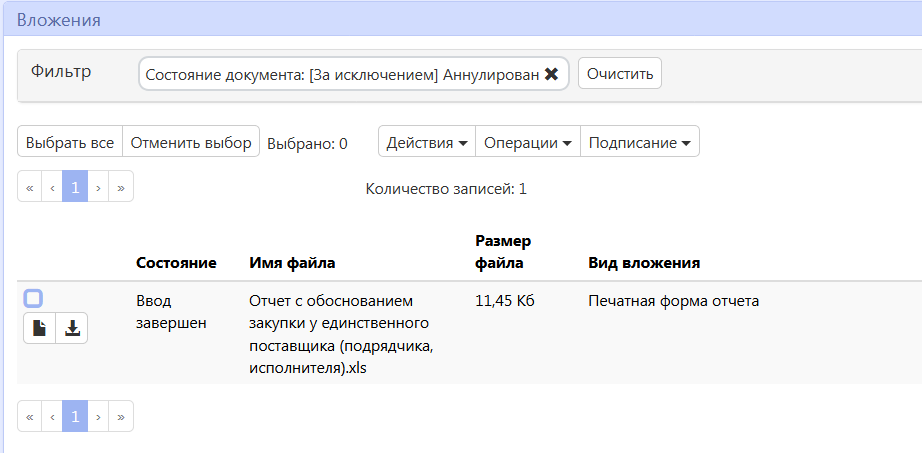 Вложения
Фильтр
Состояние документа: [За исключением] Аннулирован ✖
Очистить
Выбрать все Отменить выбор Выбрано: 0 Действия Операции Подписание
« ‹ 1 › » Количество записей: 1
Состояние Имя файла Размер файла Вид вложения
Ввод завершен
Отчет с обоснованием
закупки у единственного
поставщика (подрядчика,
исполнителя).xls
11,45 Кб
Печатная форма отчета
« ‹ 1 › »